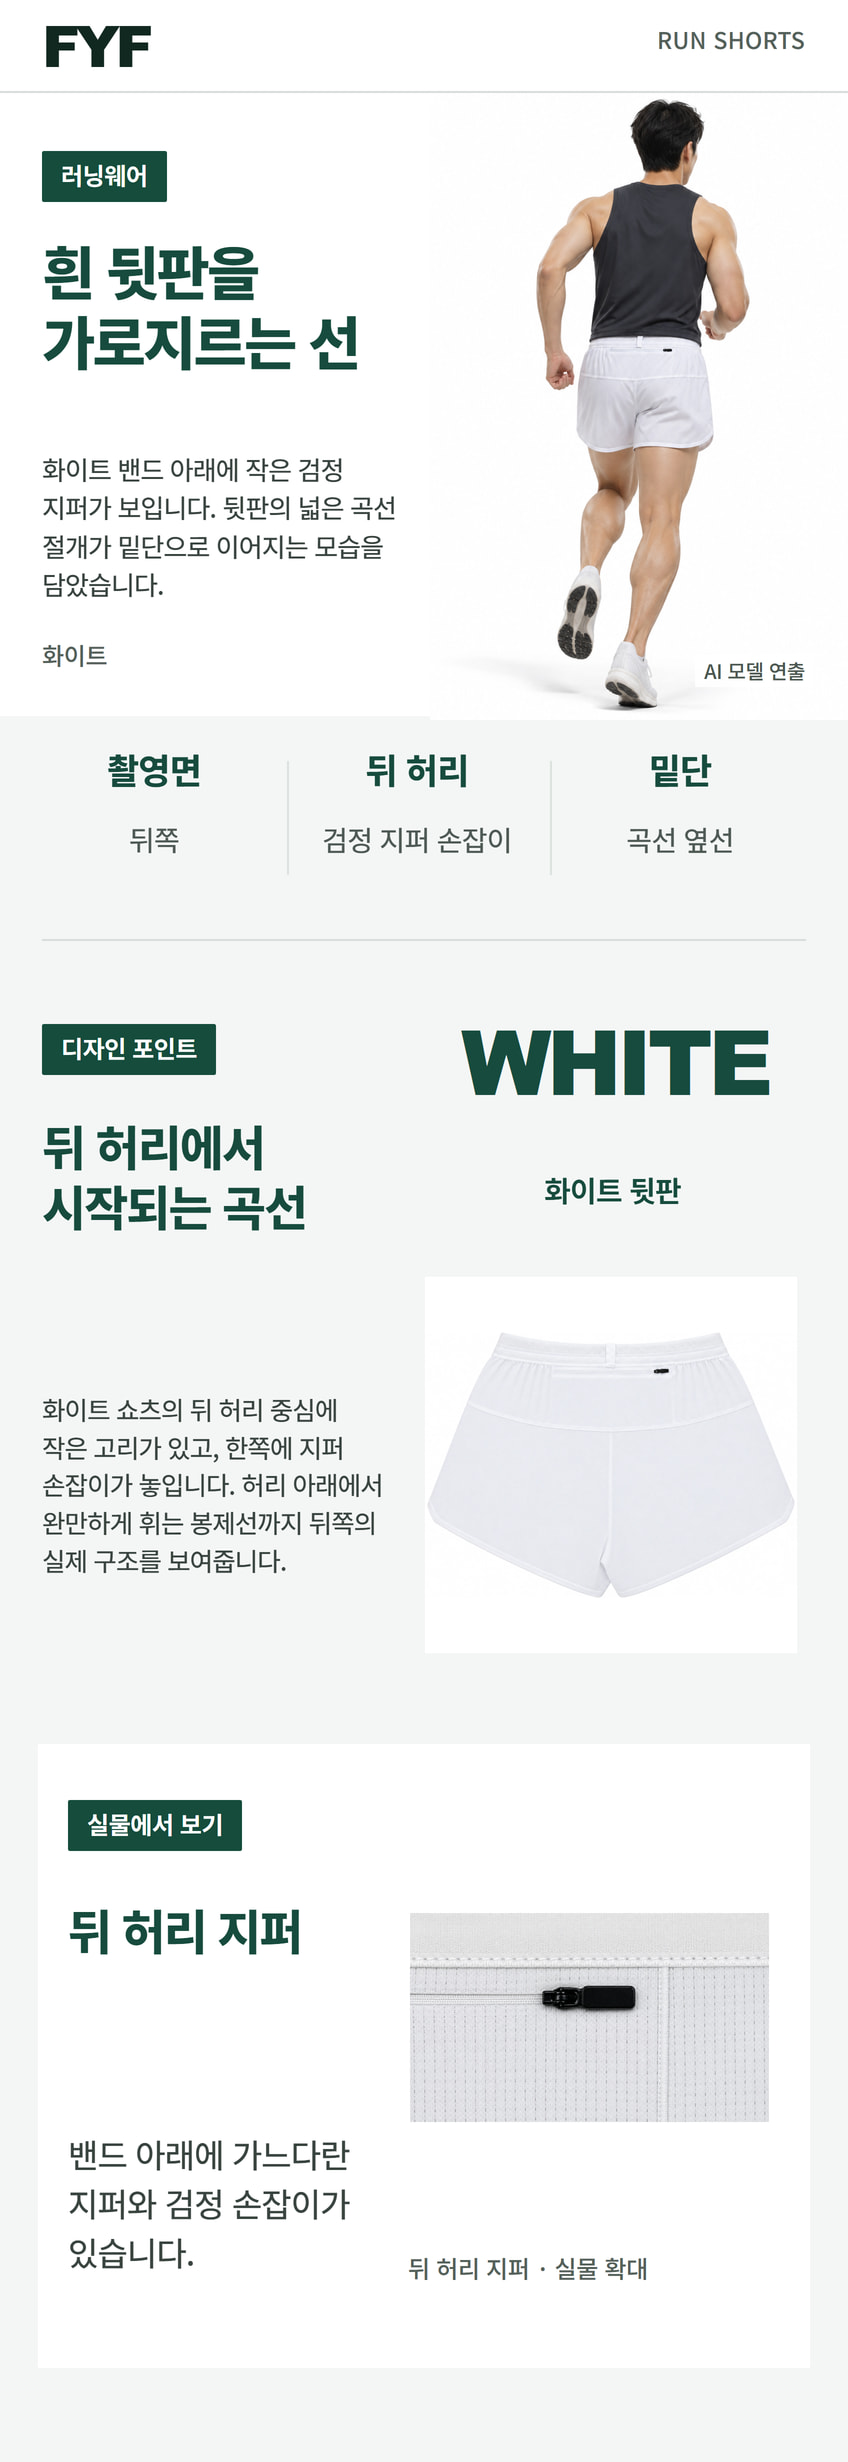 FYF
RUN SHORTS
러닝웨어
흰 뒷판을
가로지르는 선
화이트 밴드 아래에 작은 검정
지퍼가 보입니다. 뒷판의 넓은 곡선
절개가 밑단으로 이어지는 모습을
담았습니다.
화이트
AI 모델 연출
촬영면
뒤쪽
뒤 허리
검정 지퍼 손잡이
밑단
곡선 옆선
디자인 포인트
뒤 허리에서
시작되는 곡선
화이트 쇼츠의 뒤 허리 중심에
작은 고리가 있고, 한쪽에 지퍼
손잡이가 놓입니다. 허리 아래에서
완만하게 휘는 봉제선까지 뒤쪽의
실제 구조를 보여줍니다.
WHITE
화이트 뒷판
실물에서 보기
뒤 허리 지퍼
밴드 아래에 가느다란
지퍼와 검정 손잡이가
있습니다.
뒤 허리 지퍼 · 실물 확대